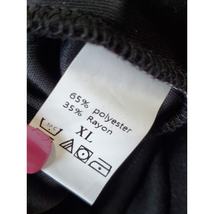 65% polyester
35% Rayon
XL